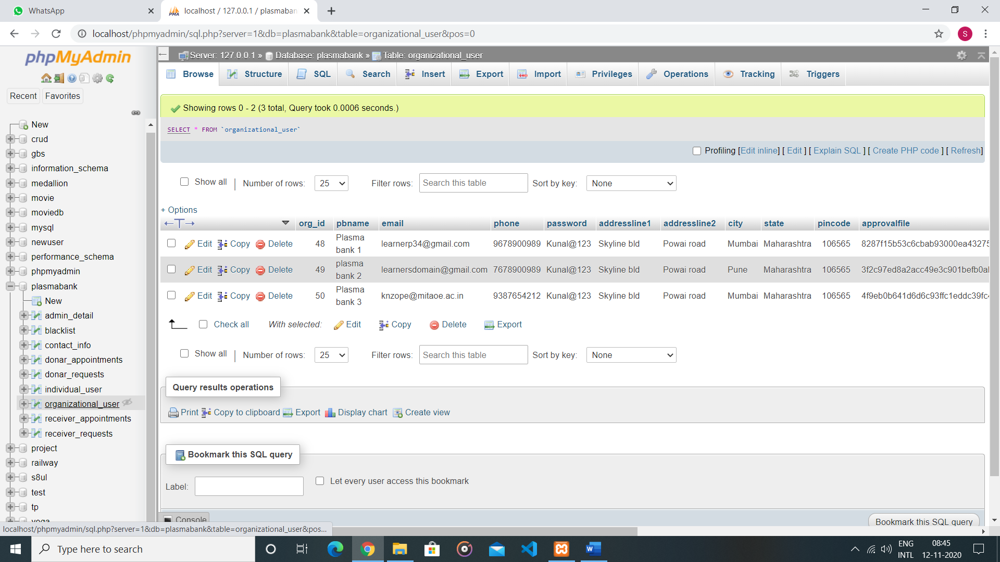 WhatsApp
localhost / 127.0.0.1 / plasmaban
localhost/phpmyadmin/sql.php?server=1&db=plasmabank&table=organizational_user&pos=0
S
phpMyAdmin
Recent Favorites
New
crud
gbs
information_schema
medallion
movie
moviedb
mysql
newuser
performance_schema
phpmyadmin
plasmabank
New
admin_detail
blacklist
contact_info
donar_appointments
donar_requests
individual_user
organizational_user
receiver_appointments
receiver_requests
project
railway
s8ul
test
tp
yoga
Server: 127.0.0.1 » Database: plasmabank » Table: organizational_user
Browse Structure SQL Search Insert Export Import Privileges Operations Tracking Triggers
Showing rows 0 - 2 (3 total, Query took 0.0006 seconds.)
SELECT * FROM `organizational_user`
Profiling [Edit inline] [ Edit ] [ Explain SQL ] [ Create PHP code ] [ Refresh]
Show all | Number of rows: 25 Filter rows: Search this table Sort by key: None
+ Options
←T→ org_id pbname email phone password addressline1 addressline2 city state pincode approvalfile
Edit Copy Delete 48 Plasma bank 1 learnerp34@gmail.com 9678900989 Kunal@123 Skyline bld Powai road Mumbai Maharashtra 106565 8287f15b53c6cbab93000ea43275
Edit Copy Delete 49 plasma bank 2 learnersdomain@gmail.com 7678900989 Kunal@123 Skyline bld Powai road Pune Maharashtra 106565 3f2c97ed8a2acc49e3c901befb0a
Edit Copy Delete 50 Plasma bank 3 knzope@mitaoe.ac.in 9387654212 Kunal@123 Skyline bld Powai road Mumbai Maharashtra 106565 4f9eb0b641d6d6c93ffc1eddc39fc
Check all With selected: Edit Copy Delete Export
Show all | Number of rows: 25 Filter rows: Search this table Sort by key: None
Query results operations
Print Copy to clipboard Export Display chart Create view
Bookmark this SQL query
Label: Let every user access this bookmark
Console
Bookmark this SQL query
localhost/phpmyadmin/sql.php?server=1&db=plasmabank&table=organizational_user&pos...
Type here to search
ENG
INTL
08:45
12-11-2020